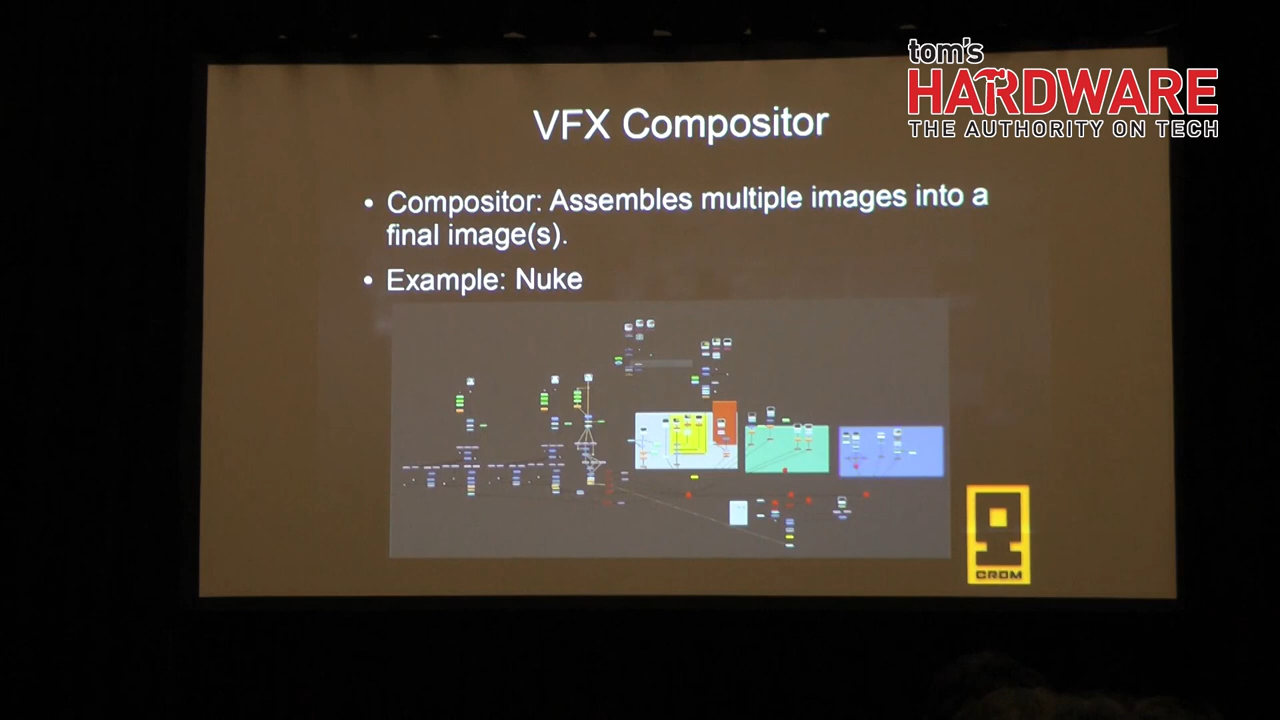 tom's
HARDWARE
THE AUTHORITY ON TECH
VFX Compositor
• Compositor: Assembles multiple images into a
final image(s).
• Example: Nuke
CROM